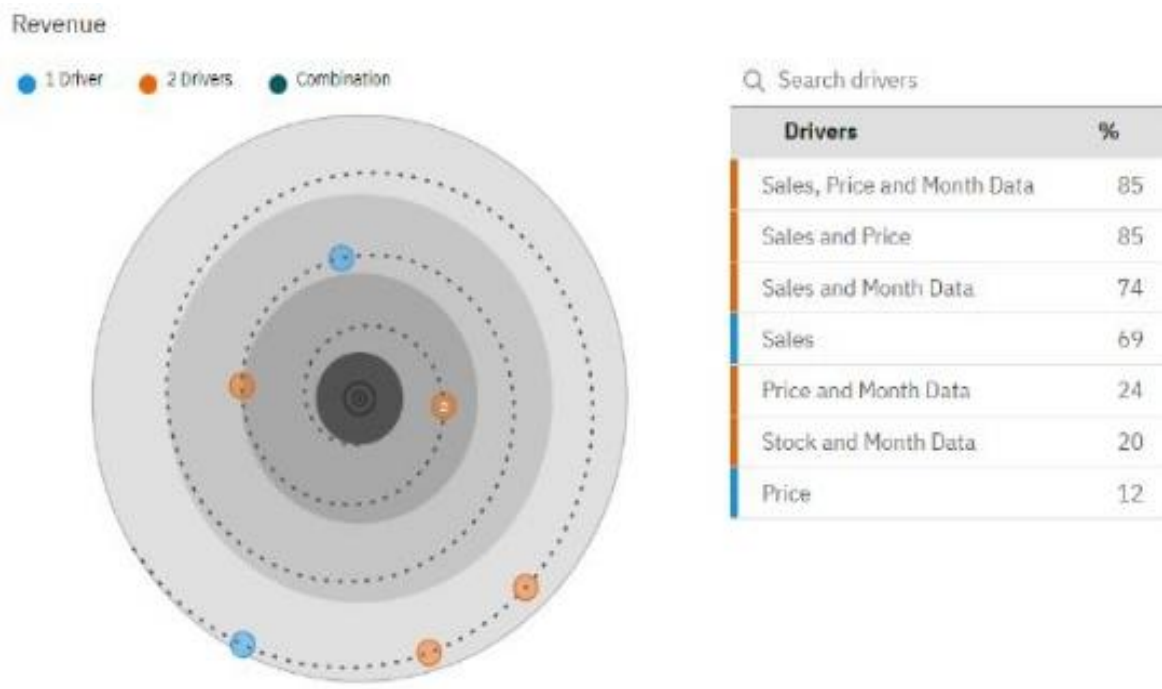 Revenue
1 Driver 2 Drivers Combination
Search drivers
Drivers %
Sales, Price and Month Data 85
Sales and Price 85
Sales and Month Data 74
Sales 69
Price and Month Data 24
Stock and Month Data 20
Price 12